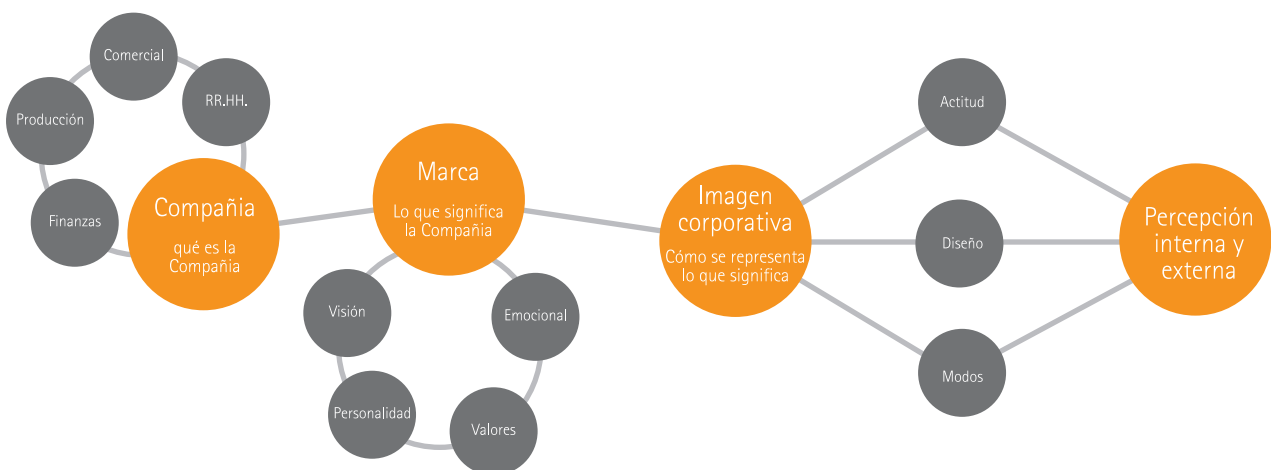 Comercial
RR.HH.
Producción
Finanzas
Compañia
qué es la
Compañía
Marca
Lo que significa
la Compañía
Visión
Emocional
Personalidad
Valores
Imagen
corporativa
Cómo se representa
lo que significa
Actitud
Diseño
Modos
Percepción
interna y
externa